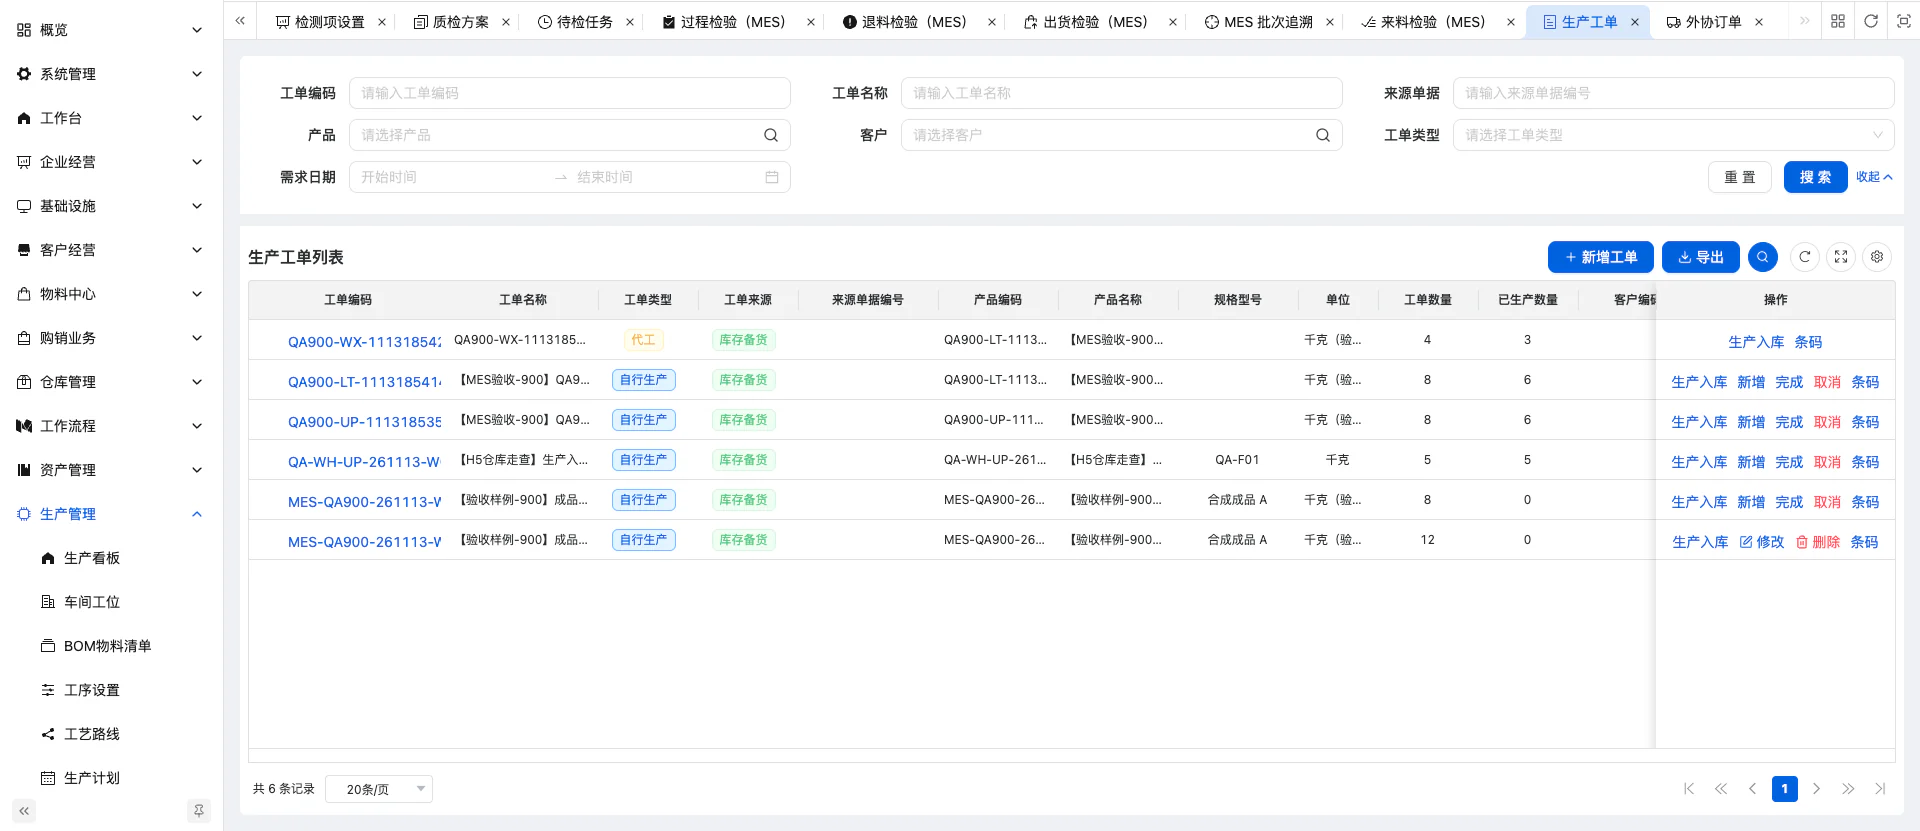 概览
系统管理
工作台
企业经营
基础设施
客户经营
物料中心
购销业务
仓库管理
工作流程
资产管理
生产管理
生产看板
车间工位
BOM物料清单
工序设置
工艺路线
生产计划
检测项设置 质检方案 待检任务 过程检验（MES） 退料检验（MES） 出货检验（MES） MES 批次追溯 来料检验（MES） 生产工单 外协订单
工单编码 请输入工单编码 工单名称 请输入工单名称 来源单据 请输入来源单据编号
产品 请选择产品 客户 请选择客户 工单类型 请选择工单类型
需求日期 开始时间 结束时间 重 置 搜 索 收起
生产工单列表 新增工单 导出
工单编码 工单名称 工单类型 工单来源 来源单据编号 产品编码 产品名称 规格型号 单位 工单数量 已生产数量 客户编码 操作
QA900-WX-111318542 QA900-WX-1113185... 代工 库存备货 QA900-LT-1113... 【MES验收-900... 千克（验... 4 3 生产入库 条码
QA900-LT-111318541 【MES验收-900】QA9... 自行生产 库存备货 QA900-LT-1113... 【MES验收-900... 千克（验... 8 6 生产入库 新增 完成 取消 条码
QA900-UP-111318535 【MES验收-900】QA9... 自行生产 库存备货 QA900-UP-111... 【MES验收-900... 千克（验... 8 6 生产入库 新增 完成 取消 条码
QA-WH-UP-261113-W 【H5仓库走查】生产入... 自行生产 库存备货 QA-WH-UP-261... 【H5仓库走查】... QA-F01 千克 5 5 生产入库 新增 完成 取消 条码
MES-QA900-261113-W 【验收样例-900】成品... 自行生产 库存备货 MES-QA900-26... 【验收样例-900... 合成成品 A 千克（验... 8 0 生产入库 新增 完成 取消 条码
MES-QA900-261113-W 【验收样例-900】成品... 自行生产 库存备货 MES-QA900-26... 【验收样例-900... 合成成品 A 千克（验... 12 0 生产入库 修改 删除 条码
共 6 条记录 20条/页 1